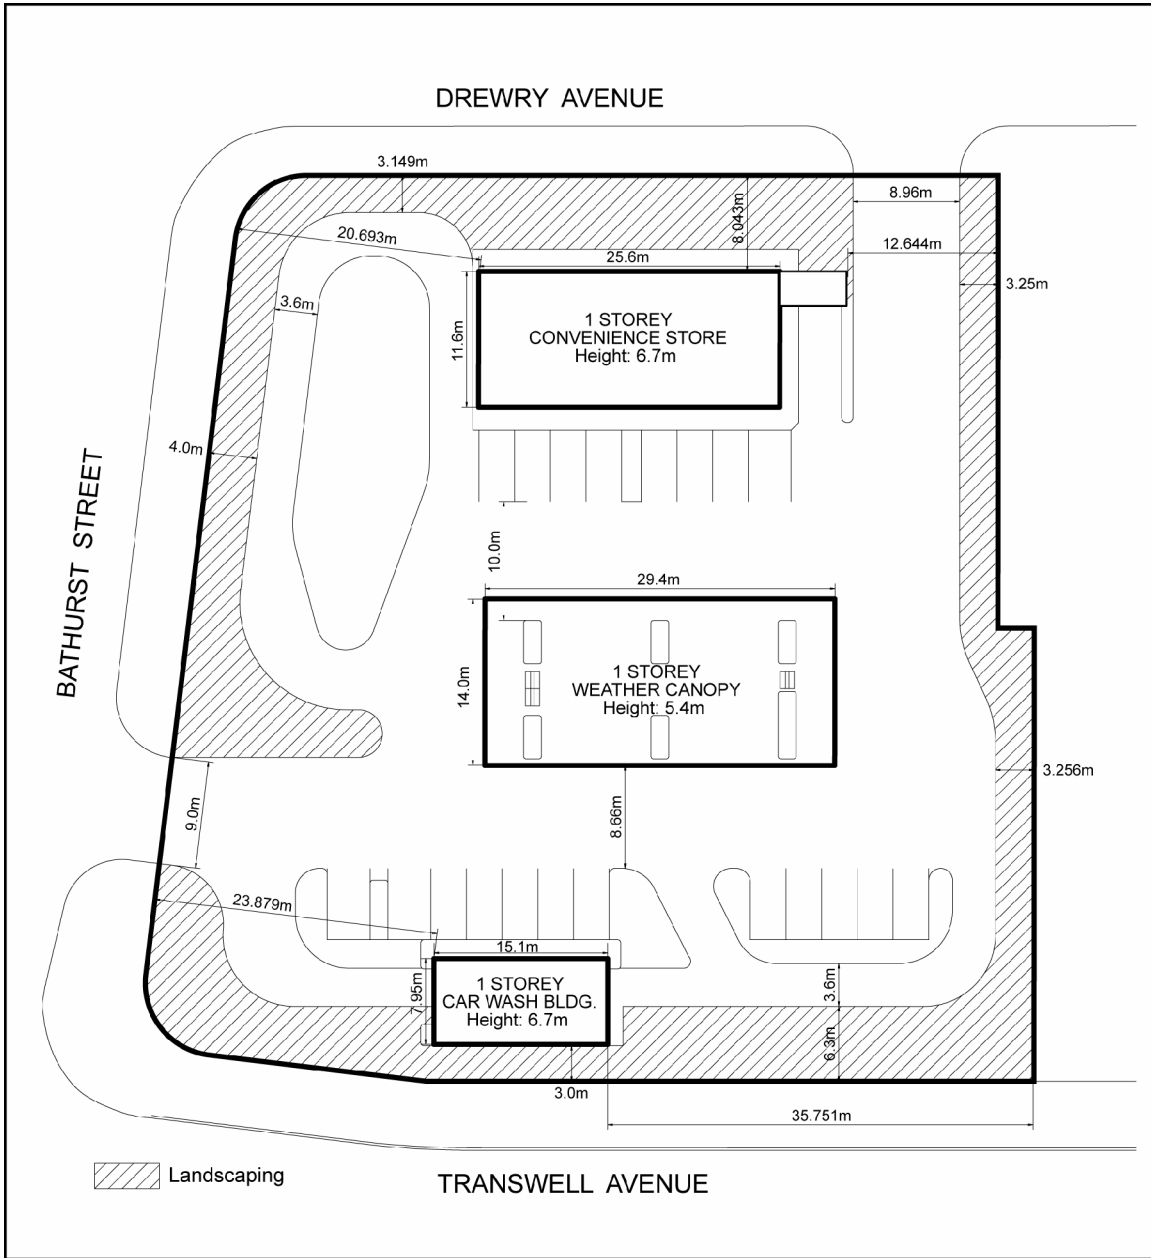 DREWRY AVENUE
3.149m
8.96m
8.043m
20.693m
12.644m
25.6m
3.25m
3.6m
1 STOREY
CONVENIENCE STORE
Height: 6.7m
11.6m
4.0m
BATHURST STREET
10.0m
29.4m
14.0m
1 STOREY
WEATHER CANOPY
Height: 5.4m
3.256m
9.0m
8.66m
23.879m
15.1m
7.95m
1 STOREY
CAR WASH BLDG.
Height: 6.7m
3.6m
6.3m
3.0m
35.751m
Landscaping
TRANSWELL AVENUE